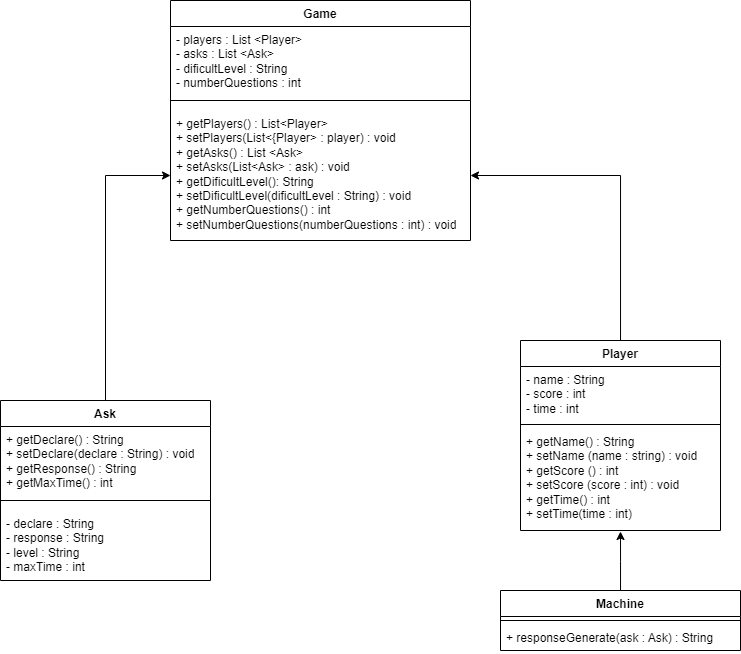 Game
- players : List <Player>
- asks : List <Ask>
- dificultLevel : String
- numberQuestions : int
+ getPlayers() : List<Player>
+ setPlayers(List<{Player> : player) : void
+ getAsks() : List <Ask>
+ setAsks(List<Ask> : ask) : void
+ getDificultLevel(): String
+ setDificultLevel(dificultLevel : String) : void
+ getNumberQuestions() : int
+ setNumberQuestions(numberQuestions : int) : void
Ask
+ getDeclare() : String
+ setDeclare(declare : String) : void
+ getResponse() : String
+ getMaxTime() : int
- declare : String
- response : String
- level : String
- maxTime : int
Player
- name : String
- score : int
- time : int
+ getName() : String
+ setName (name : string) : void
+ getScore () : int
+ setScore (score : int) : void
+ getTime() : int
+ setTime(time : int)
Machine
+ responseGenerate(ask : Ask) : String